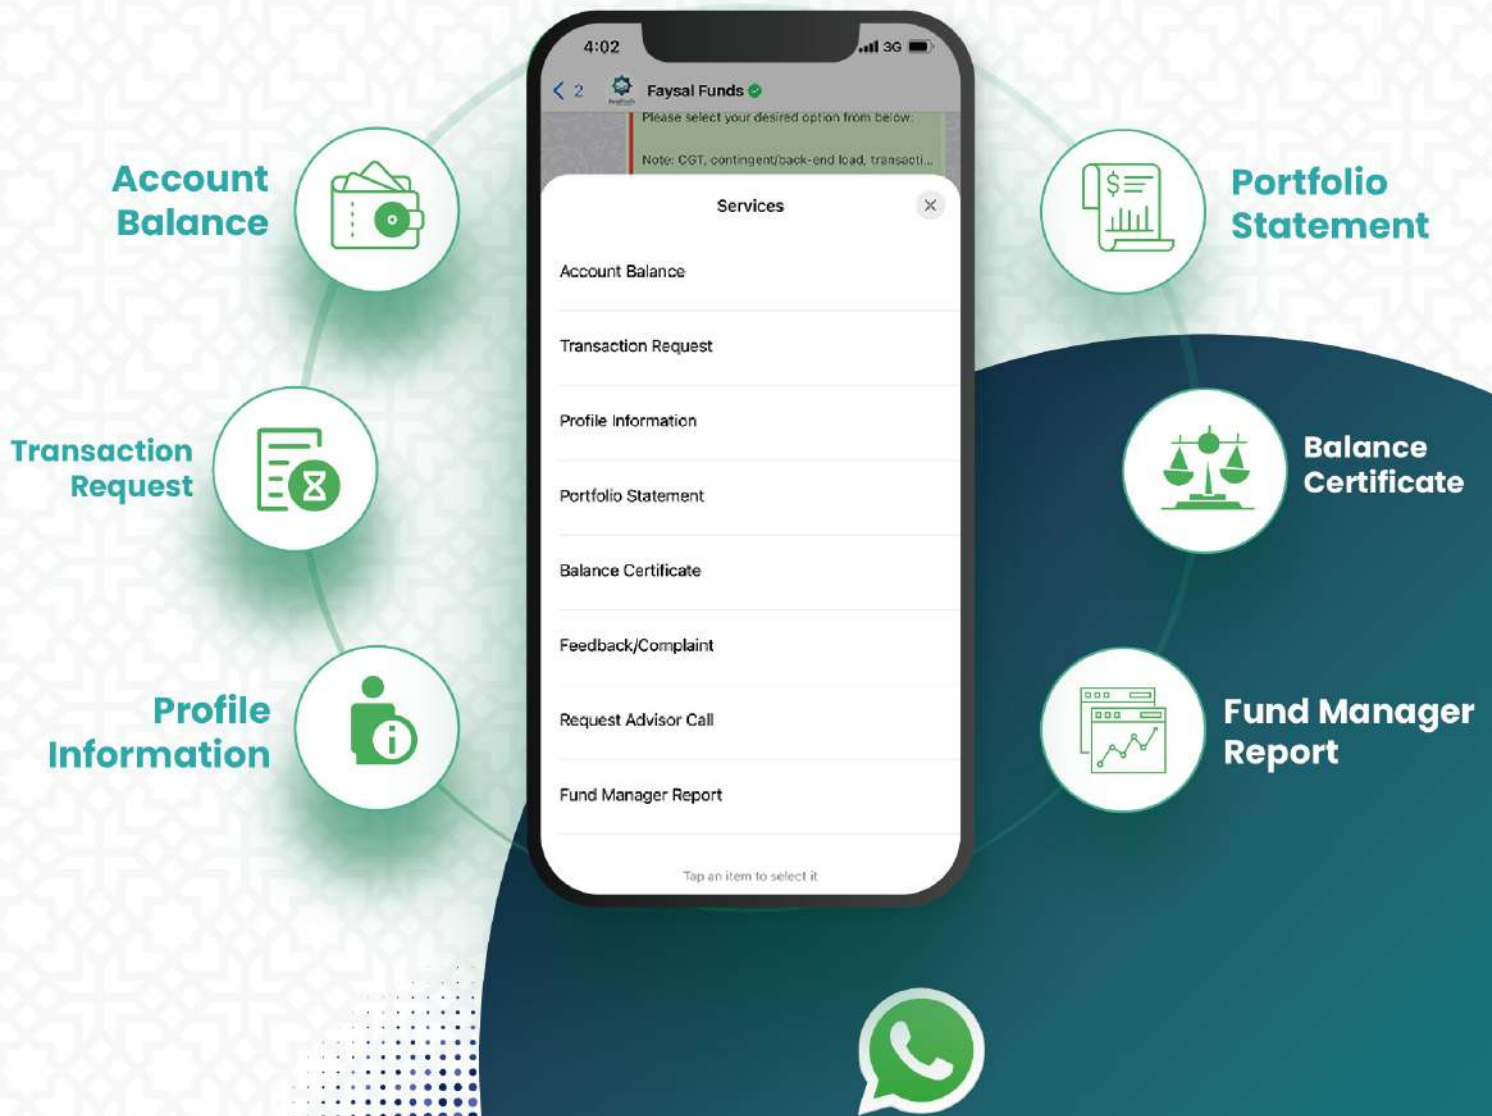 4:02
3G
2
Faysal Funds
Please select your desired option from below:
Note: CGT, contingent/back-end load, transacti...
Services
Account Balance
Transaction Request
Profile Information
Portfolio Statement
Balance Certificate
Feedback/Complaint
Request Advisor Call
Fund Manager Report
Tap an item to select it
Account
Balance
Transaction
Request
Profile
Information
Portfolio
Statement
Balance
Certificate
Fund Manager
Report